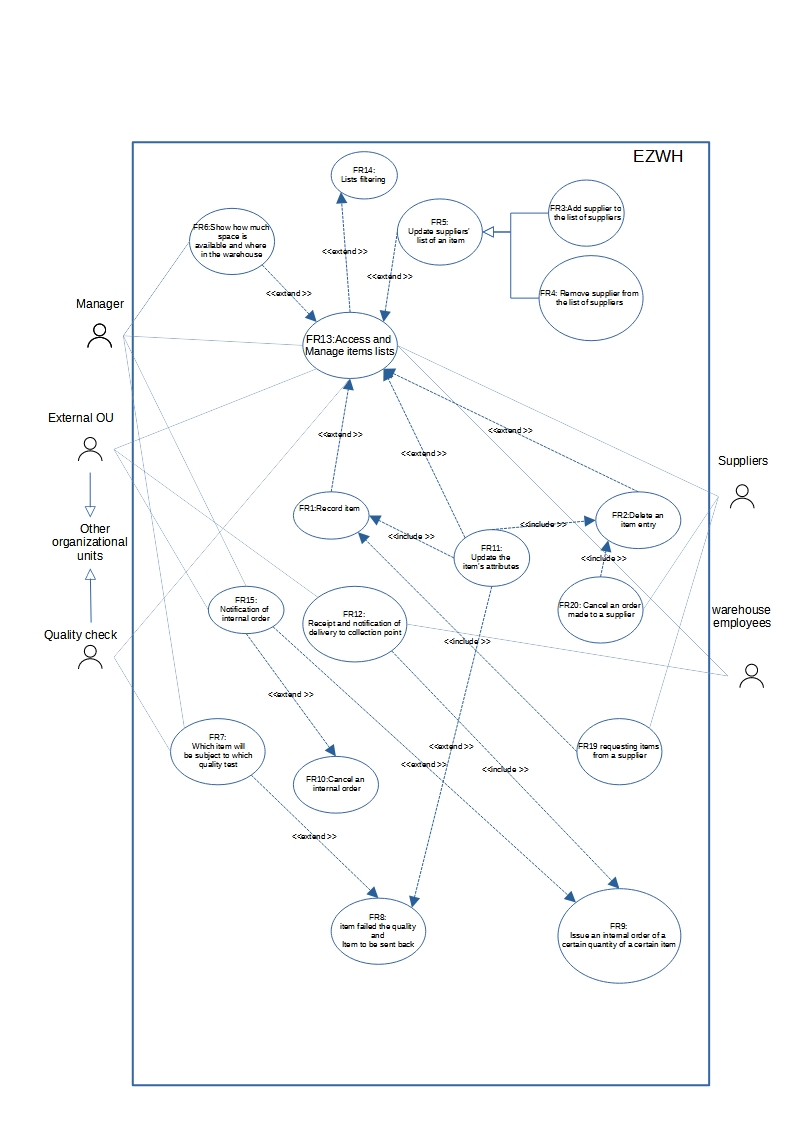 EZWH
FR14:
Lists filtering
FR6:Show how much
space is
available and where
in the warehouse
FR5:
Update suppliers'
list of an item
FR3:Add supplier to
the list of suppliers
<<extend >>
<<extend >>
<<extend >>
FR4: Remove supplier from
the list of suppliers
Manager
FR13:Access and
Manage items lists
External OU
<<extend >>
<<extend >>
<<extend >>
Suppliers
FR1:Record item
FR2:Delete an
item entry
<<include >>
<<include >>
Other
organizational
units
FR11:
Update the
item's attributes
<<include >>
FR15:
Notification of
internal order
FR12:
Receipt and notification of
delivery to collection point
FR20: Cancel an order
made to a supplier
warehouse
employees
Quality check
<<include >>
<<extend >>
FR7:
Which item will
be subject to which
quality test
<<extend >>
<<extend >>
<<include >>
FR19 requesting items
from a supplier
FR10:Cancel an
internal order
<<extend >>
FR8:
item failed the quality
and
Item to be sent back
FR9:
Issue an internal order of a
certain quantity of a certain item